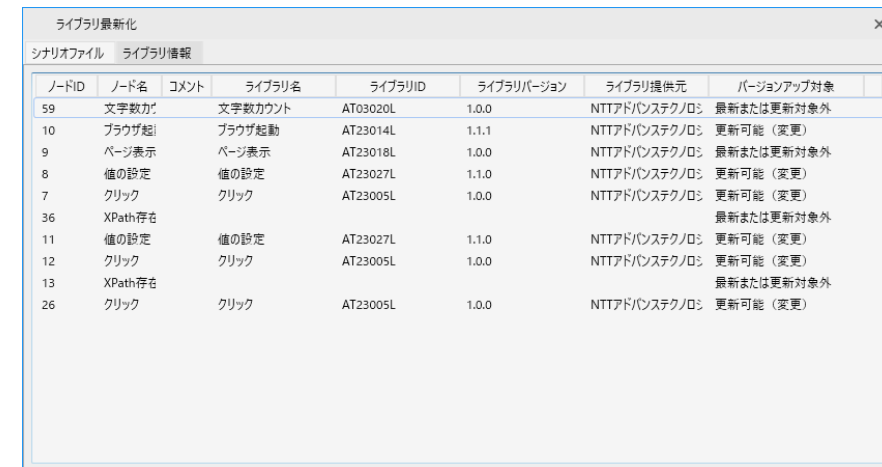 ライブラリ最新化
シナリオファイル ライブラリ情報
ノードID ノード名 コメント ライブラリ名 ライブラリID ライブラリバージョン ライブラリ提供元 バージョンアップ対象
59 文字数カウ 文字数カウント AT03020L 1.0.0 NTTアドバンステクノロジ 最新または更新対象外
10 ブラウザ起 ブラウザ起動 AT23014L 1.1.1 NTTアドバンステクノロジ 更新可能（変更）
9 ページ表示 ページ表示 AT23018L 1.0.0 NTTアドバンステクノロジ 最新または更新対象外
8 値の設定 値の設定 AT23027L 1.1.0 NTTアドバンステクノロジ 更新可能（変更）
7 クリック クリック AT23005L 1.0.0 NTTアドバンステクノロジ 更新可能（変更）
36 XPath存在 最新または更新対象外
11 値の設定 値の設定 AT23027L 1.1.0 NTTアドバンステクノロジ 更新可能（変更）
12 クリック クリック AT23005L 1.0.0 NTTアドバンステクノロジ 更新可能（変更）
13 XPath存在 最新または更新対象外
26 クリック クリック AT23005L 1.0.0 NTTアドバンステクノロジ 更新可能（変更）